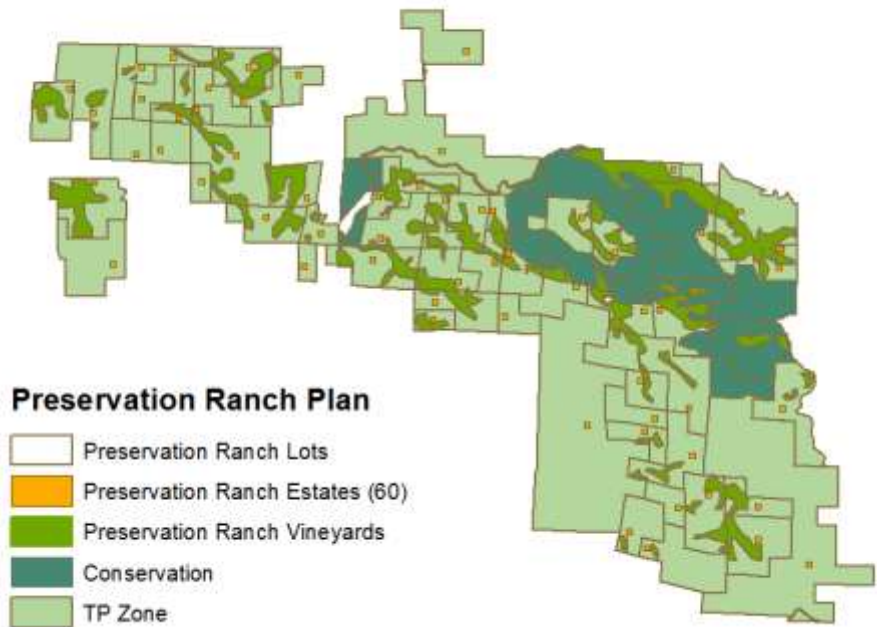 Preservation Ranch Plan
Preservation Ranch Lots
Preservation Ranch Estates (60)
Preservation Ranch Vineyards
Conservation
TP Zone